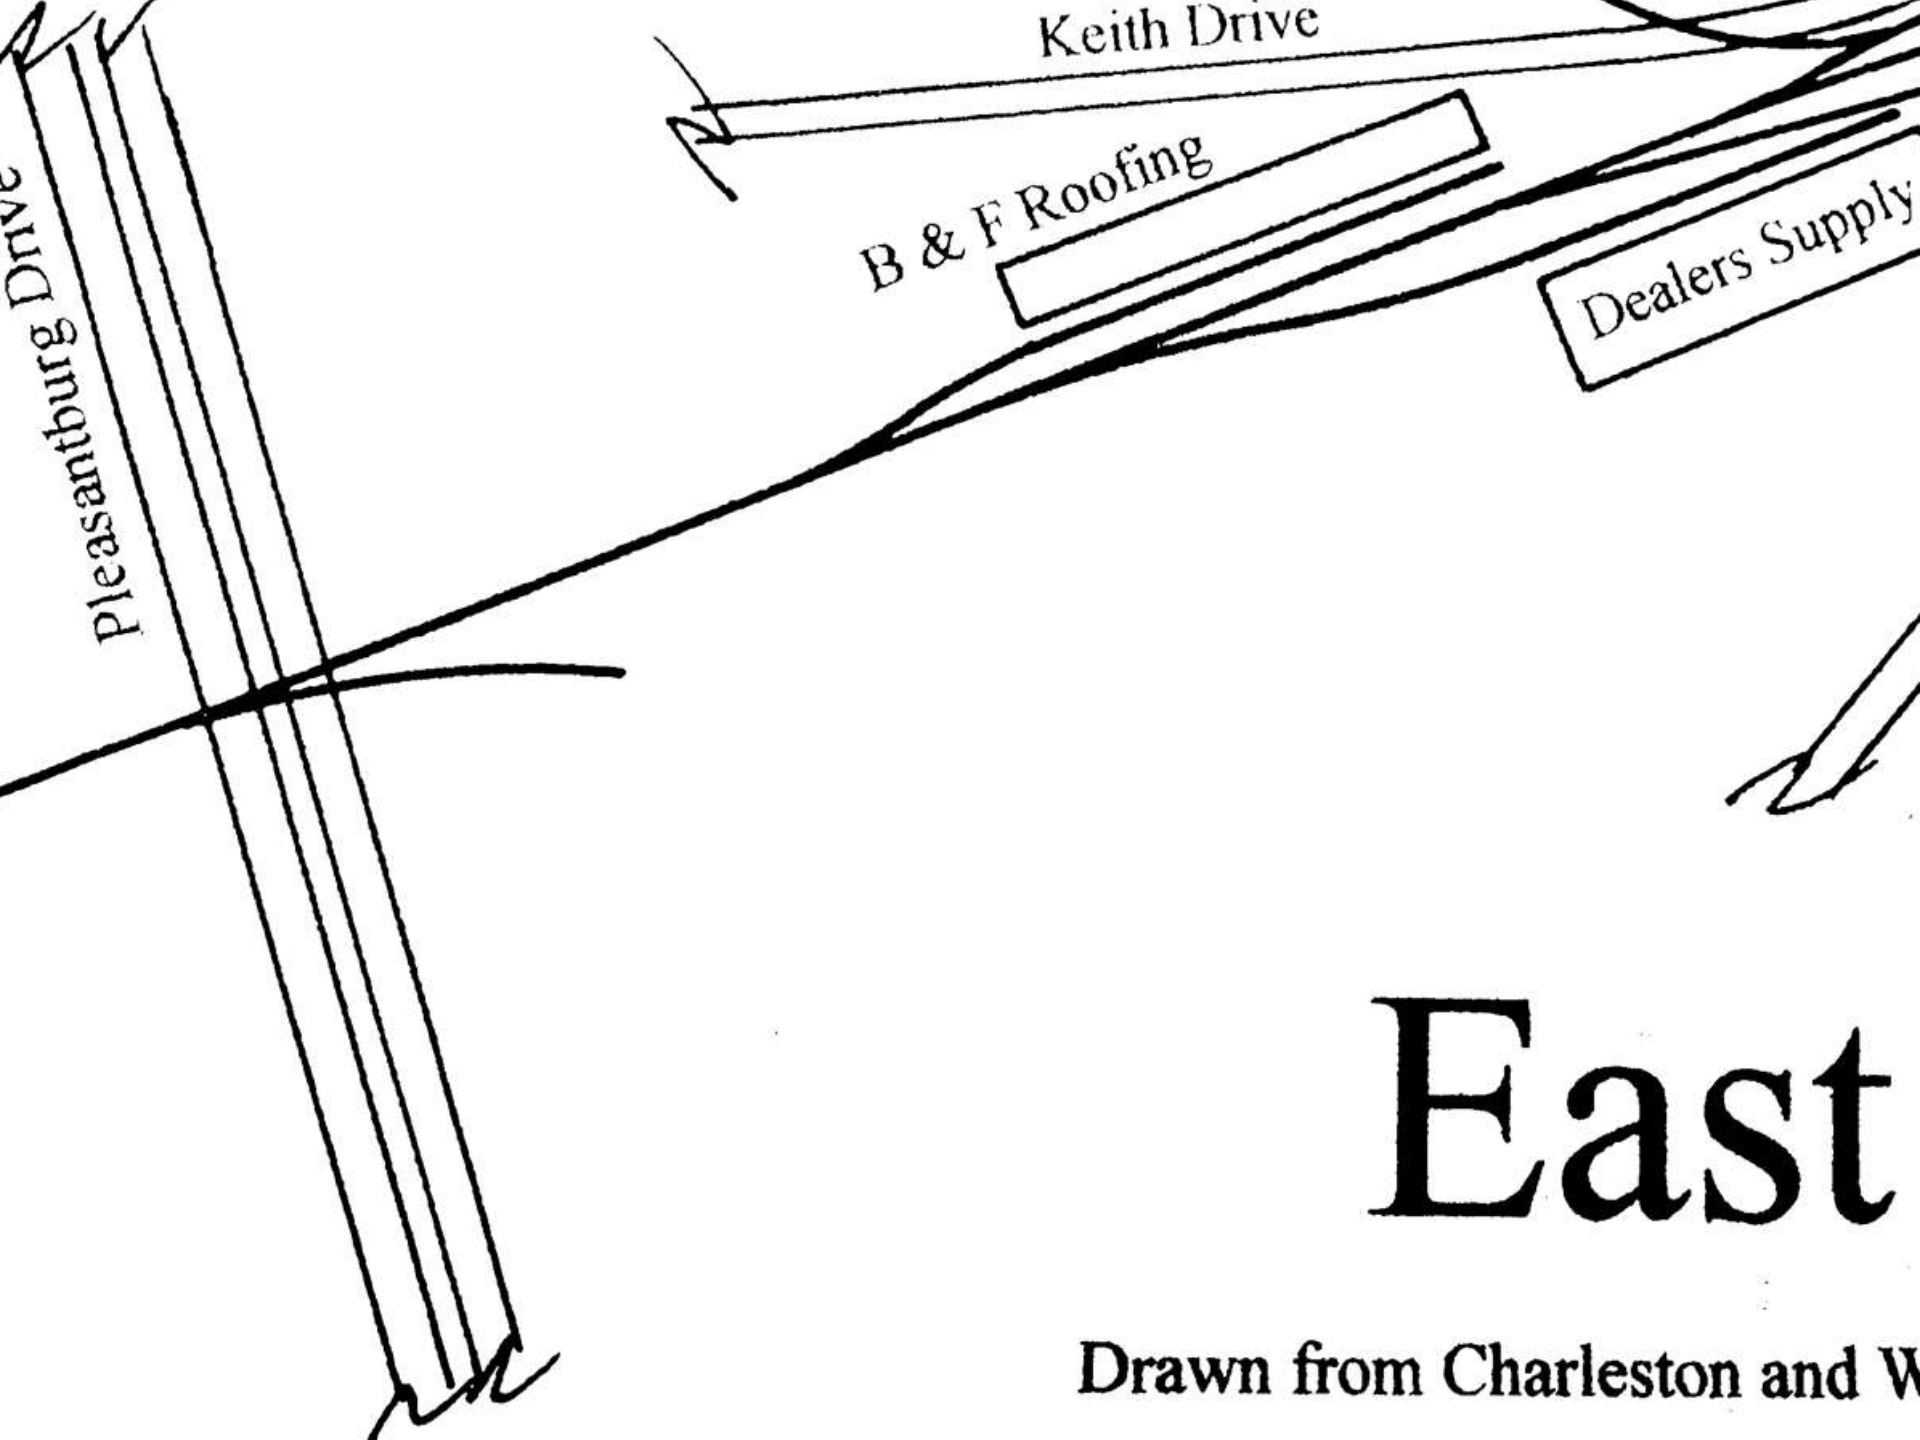 Keith Drive
B & F Roofing
Pleasantburg Drive
Dealers Supply
East
Drawn from Charleston and W